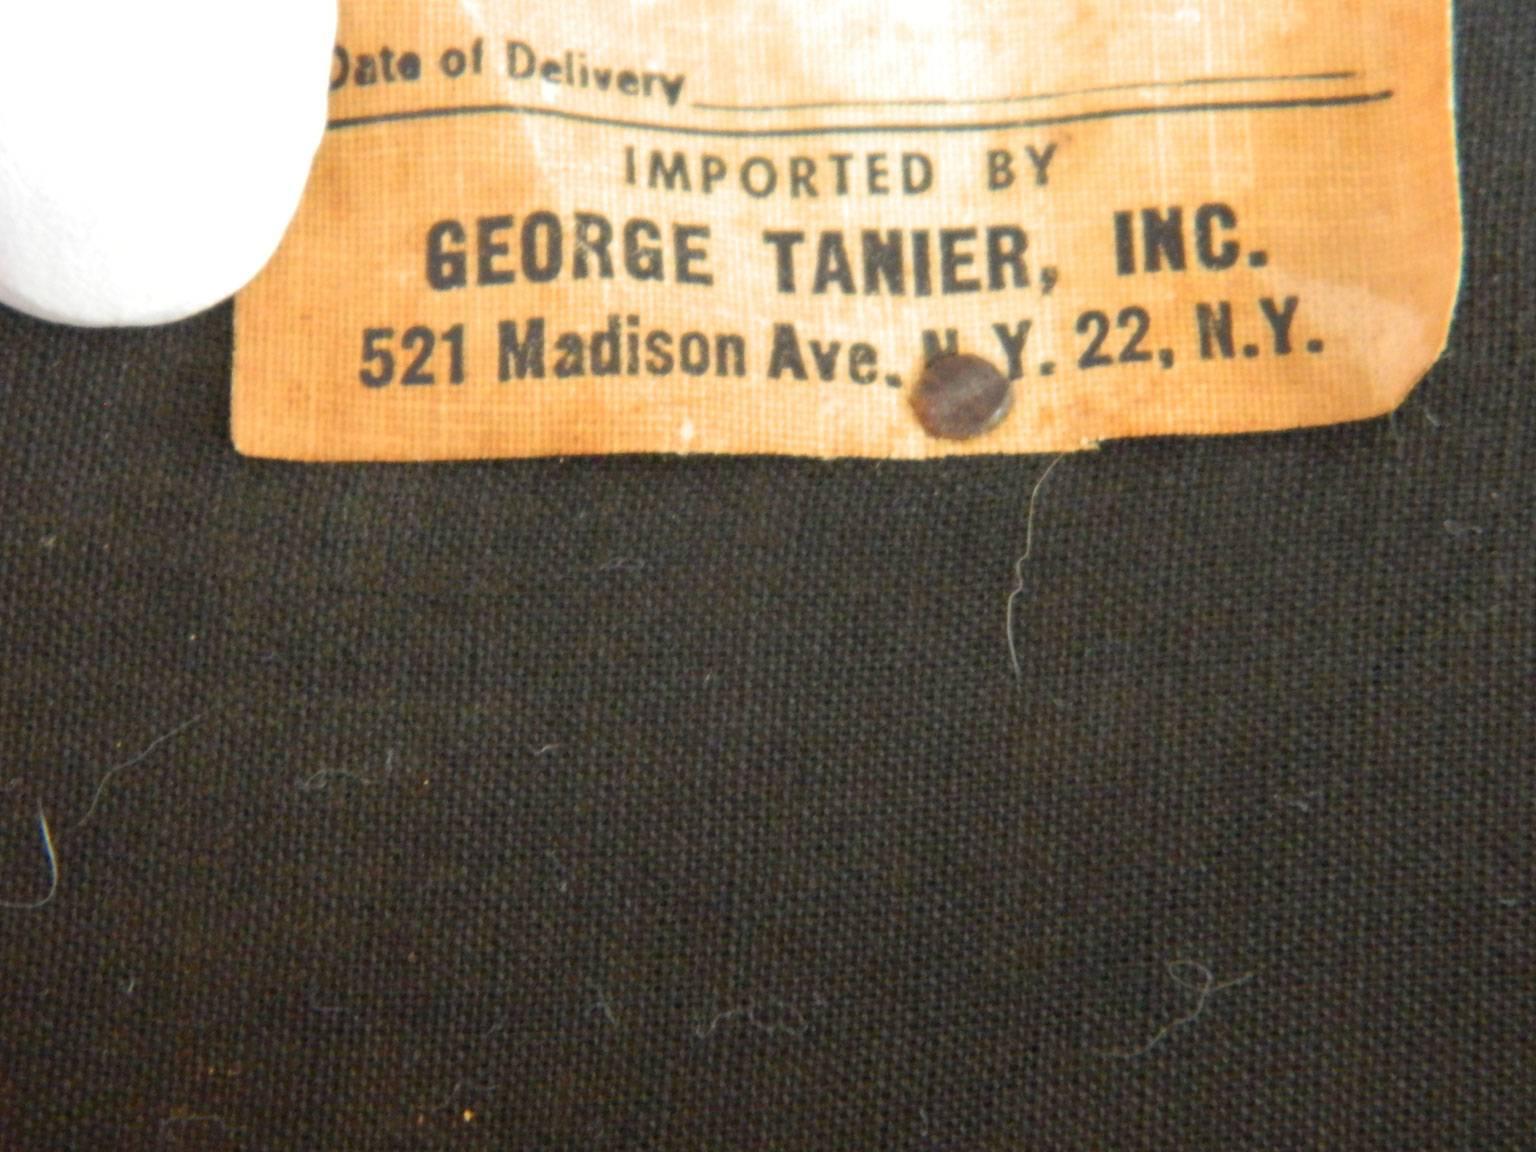 Date of Delivery
IMPORTED BY
GEORGE TANIER, INC.
521 Madison Ave. N.Y. 22, N.Y.